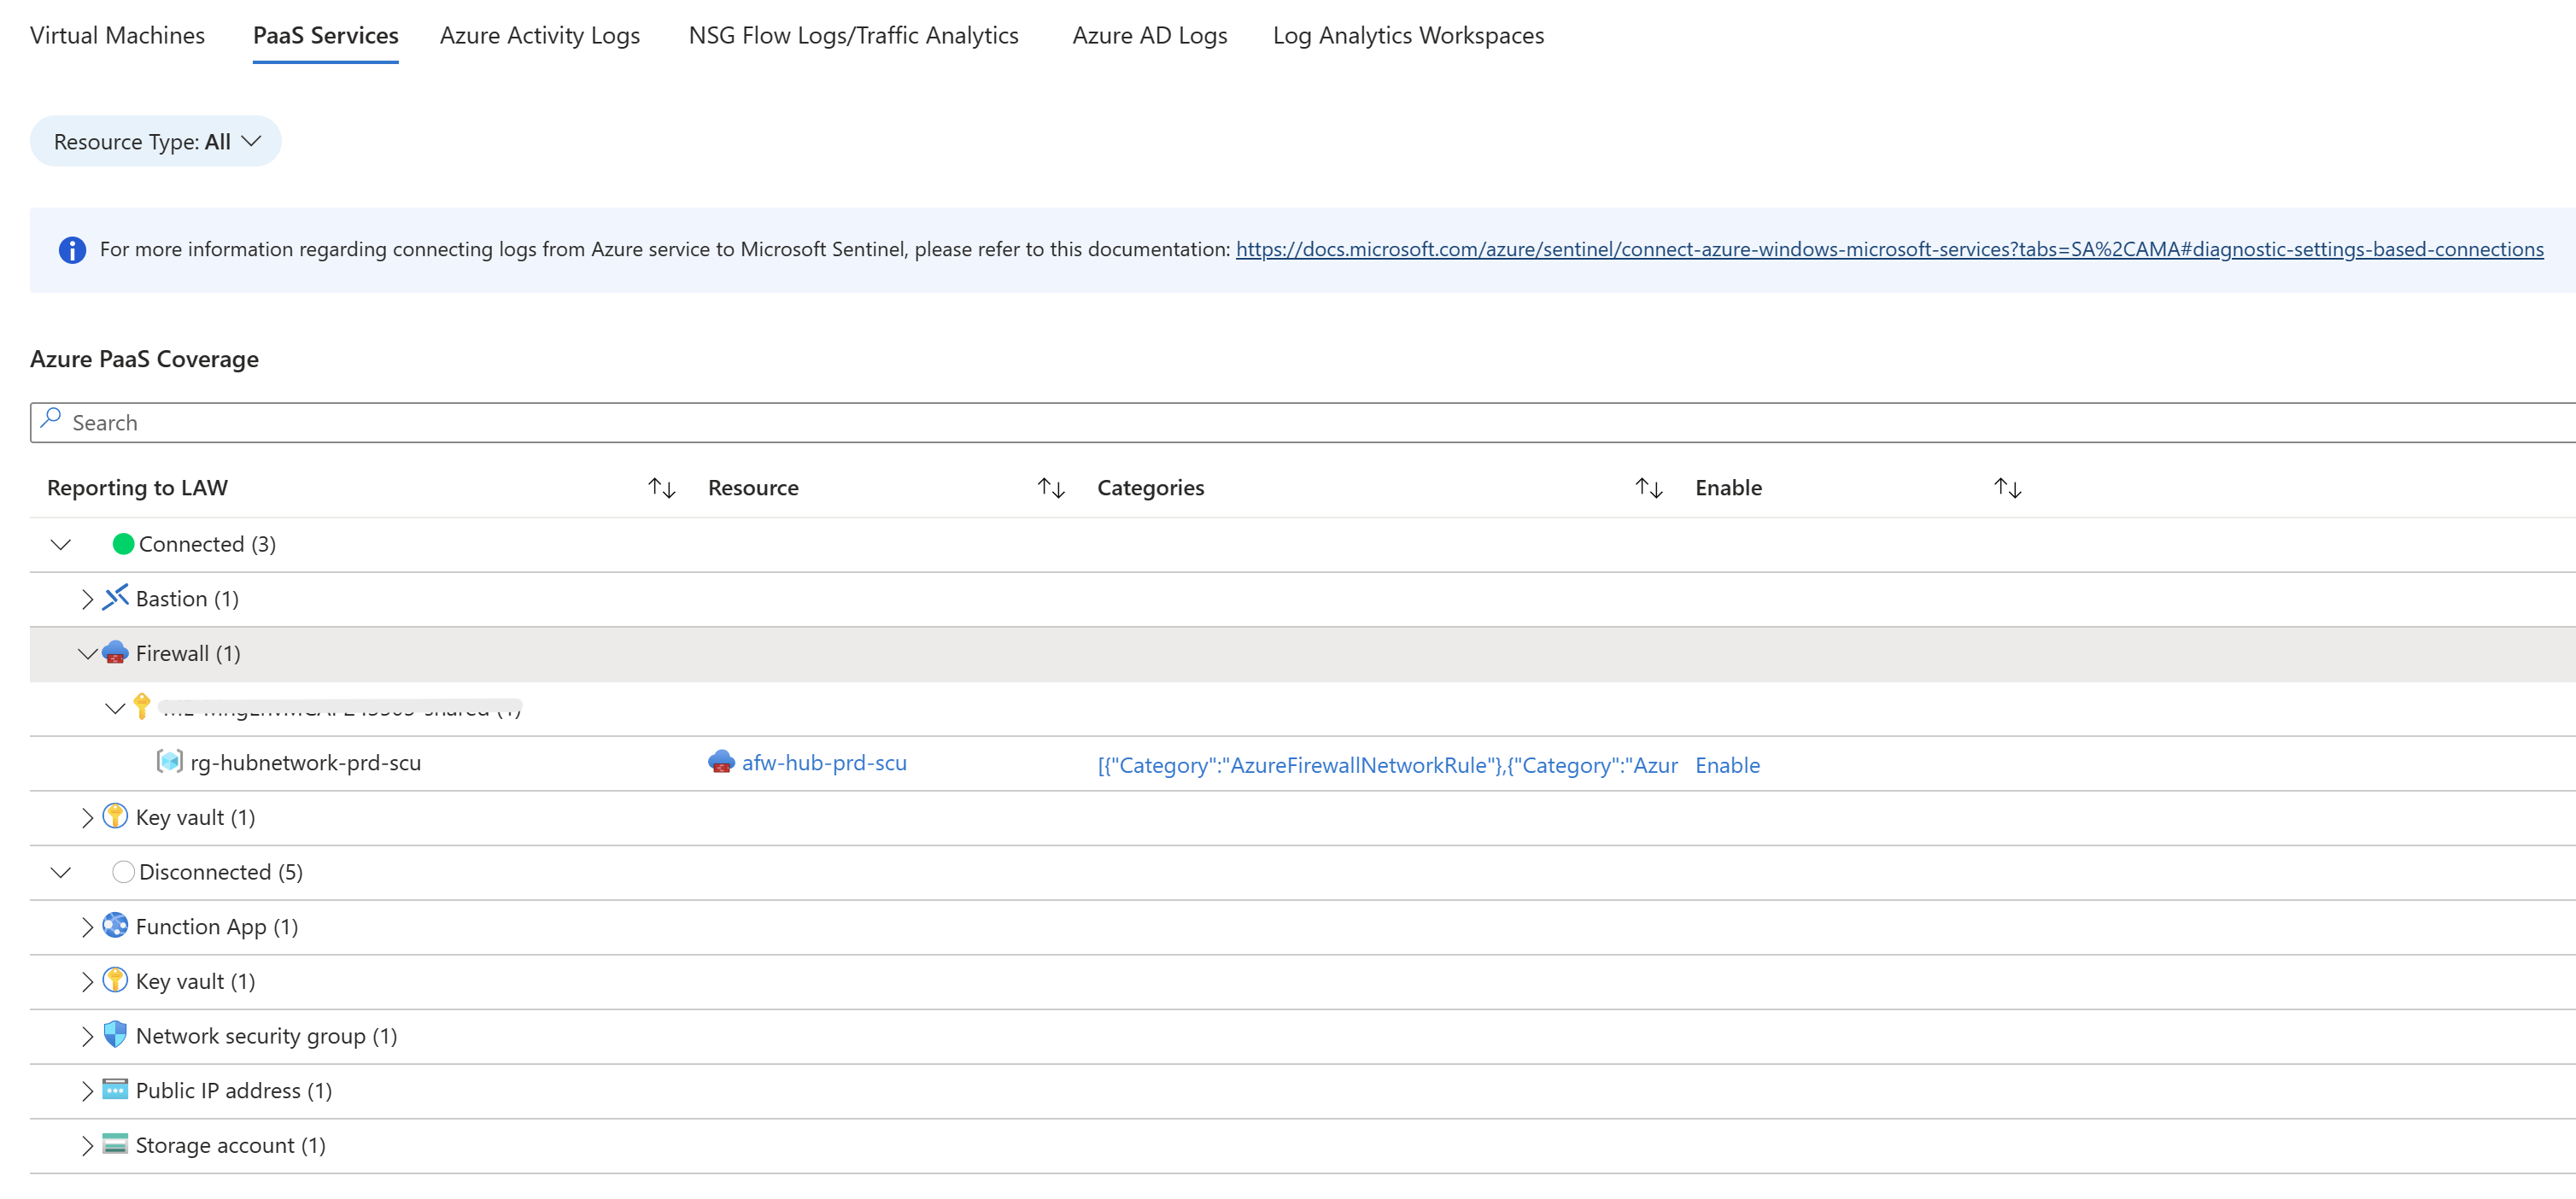 Virtual Machines PaaS Services Azure Activity Logs NSG Flow Logs/Traffic Analytics Azure AD Logs Log Analytics Workspaces
Resource Type: All
For more information regarding connecting logs from Azure service to Microsoft Sentinel, please refer to this documentation: https://docs.microsoft.com/azure/sentinel/connect-azure-windows-microsoft-services?tabs=SA%2CAMA#diagnostic-settings-based-connections
Azure PaaS Coverage
Search
Reporting to LAW Resource Categories Enable
Connected (3)
Bastion (1)
Firewall (1)
(1)
rg-hubnetwork-prd-scu afw-hub-prd-scu [{"Category":"AzureFirewallNetworkRule"},{"Category":"Azur Enable
Key vault (1)
Disconnected (5)
Function App (1)
Key vault (1)
Network security group (1)
Public IP address (1)
Storage account (1)